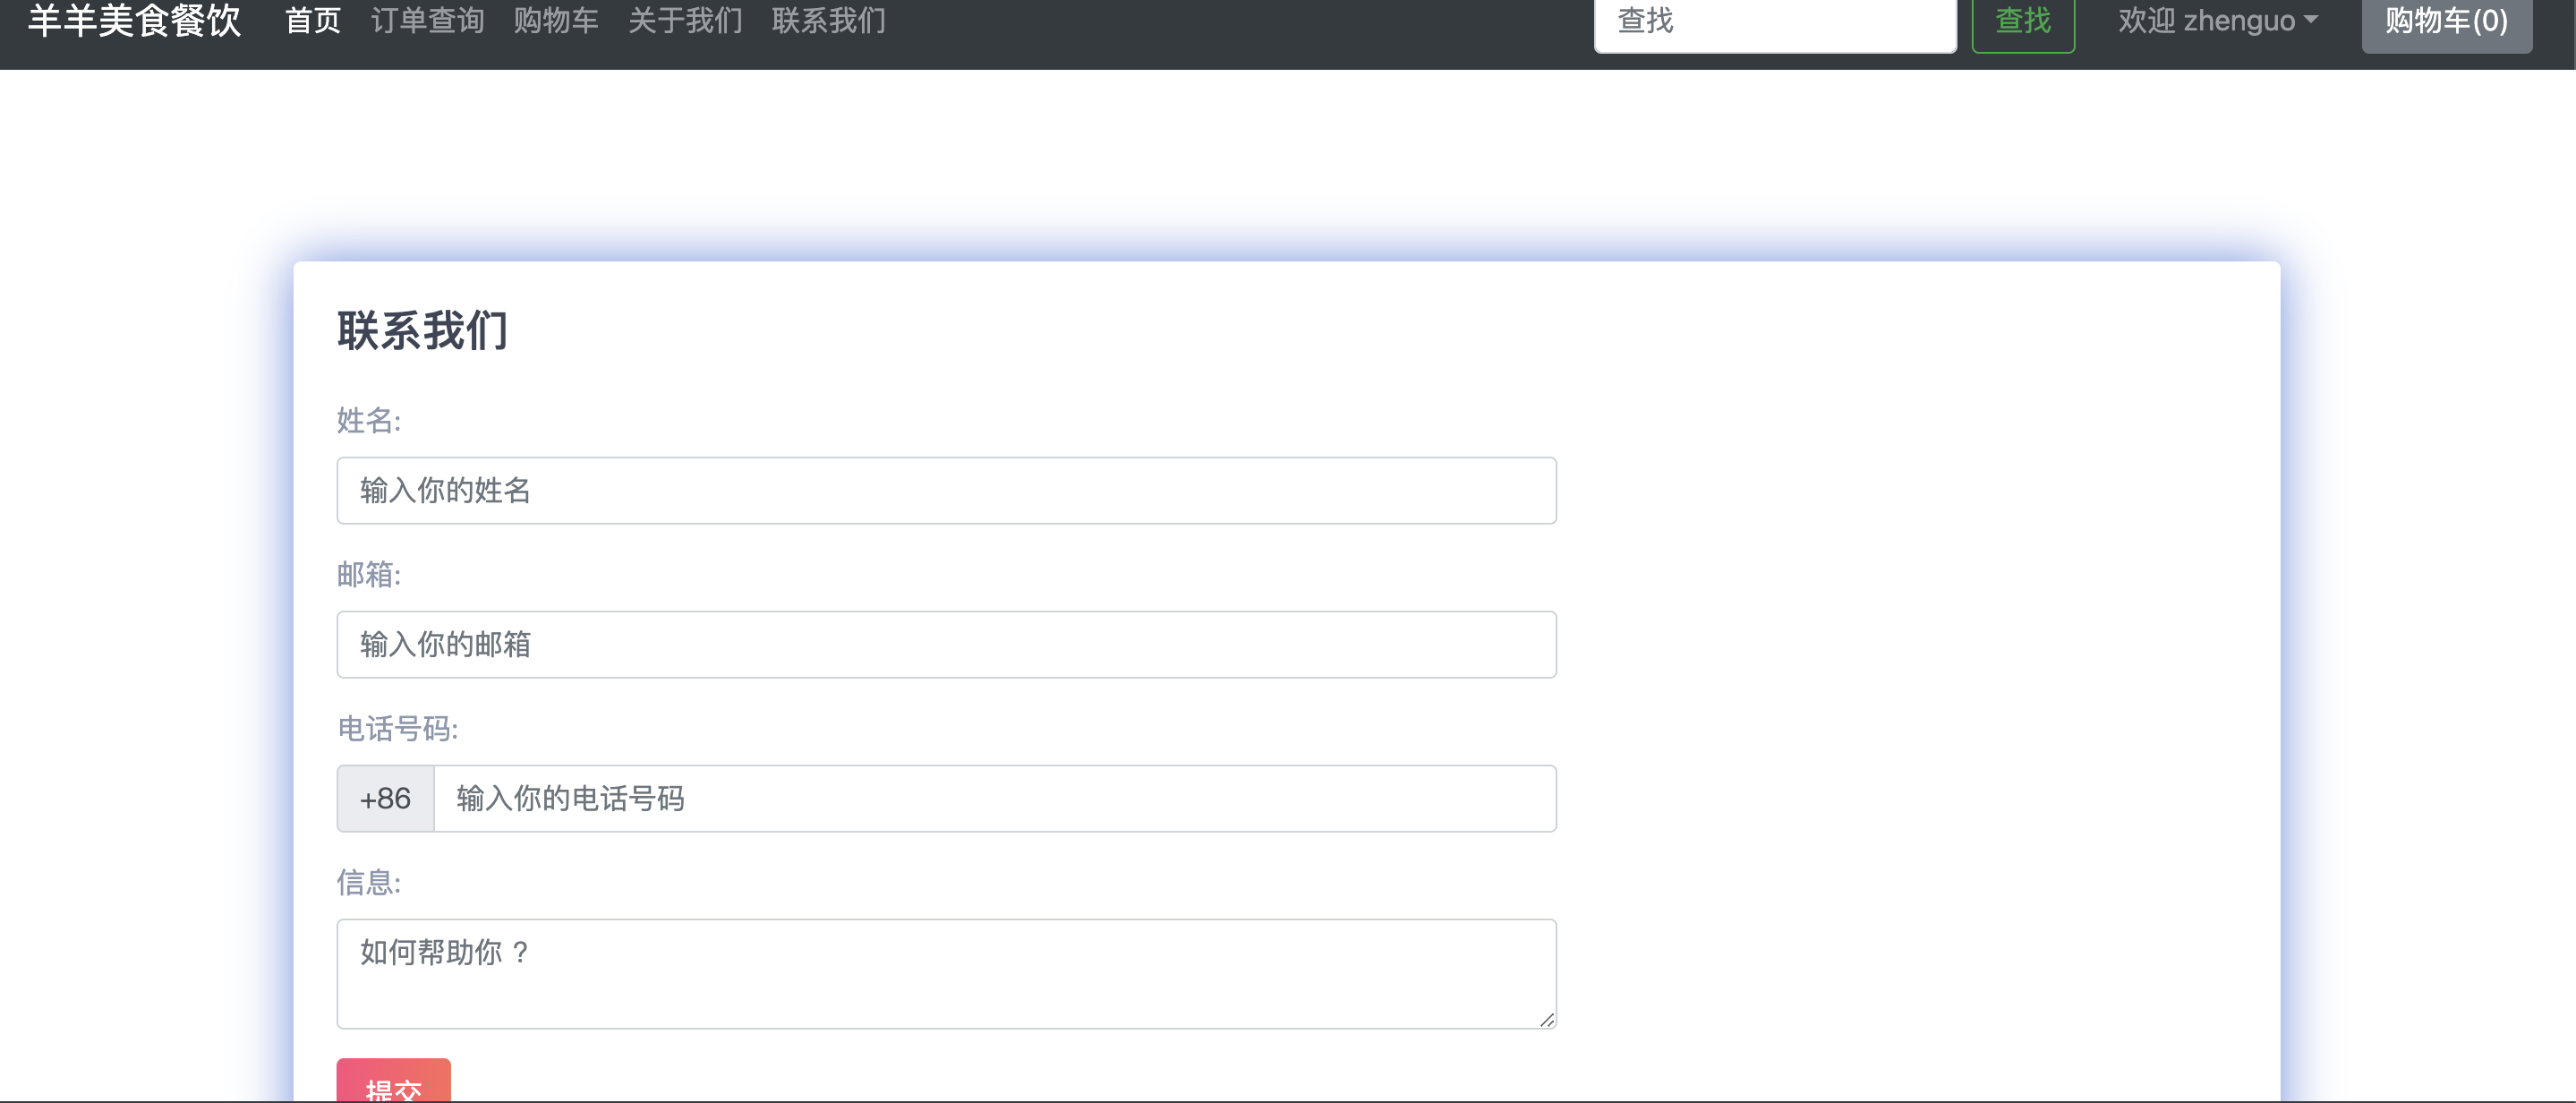 羊羊美食餐饮 首页 订单查询 购物车 关于我们 联系我们 查找 查找 欢迎 zhenguo 购物车(0)
联系我们
姓名:
输入你的姓名
邮箱:
输入你的邮箱
电话号码:
+86 输入你的电话号码
信息:
如何帮助你 ?
提交